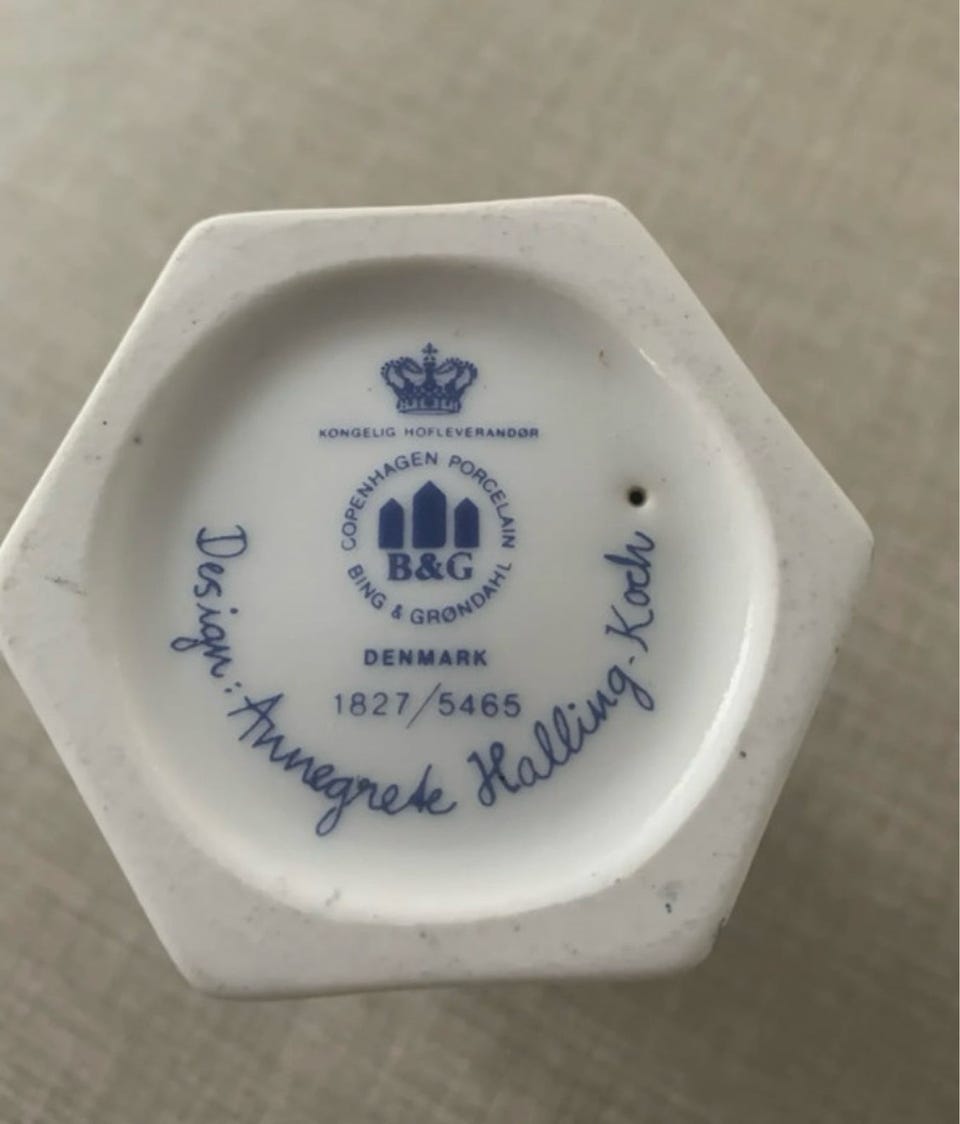 KONGELIG HOFLEVERANDØR
COPENHAGEN PORCELAIN
B&G
BING & GRØNDAHL
DENMARK
1827/5465
Design: Annegrete Halling-Koch